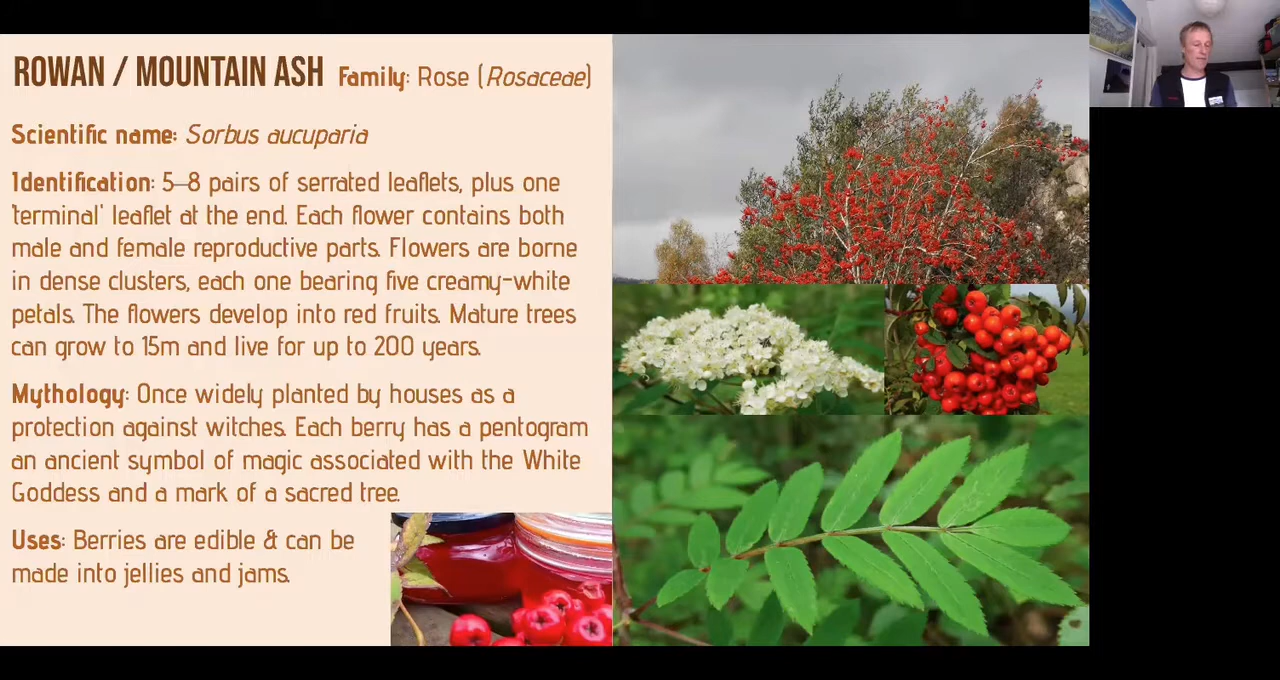 ROWAN / MOUNTAIN ASH Family: Rose (Rosaceae)
Scientific name: Sorbus aucuparia
Identification: 5–8 pairs of serrated leaflets, plus one
'terminal' leaflet at the end. Each flower contains both
male and female reproductive parts. Flowers are borne
in dense clusters, each one bearing five creamy-white
petals. The flowers develop into red fruits. Mature trees
can grow to 15m and live for up to 200 years.
Mythology: Once widely planted by houses as a
protection against witches. Each berry has a pentogram
an ancient symbol of magic associated with the White
Goddess and a mark of a sacred tree.
Uses: Berries are edible & can be
made into jellies and jams.